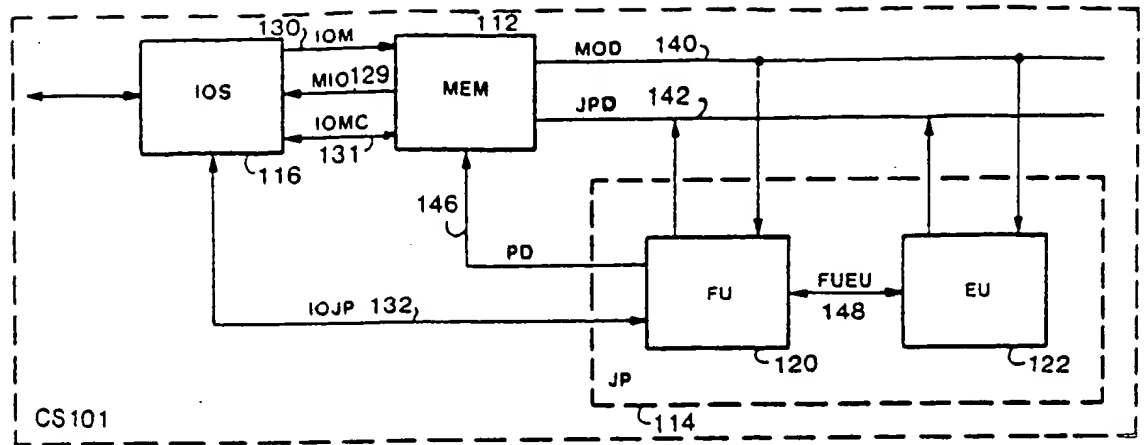 112
130 IOM
MOD 140
MIO 129
IOS
MEM
142
JPD
IOMC
131
116
146
PD
FUEU
FU
EU
148
IOJP 132
120
122
JP
114
CS101